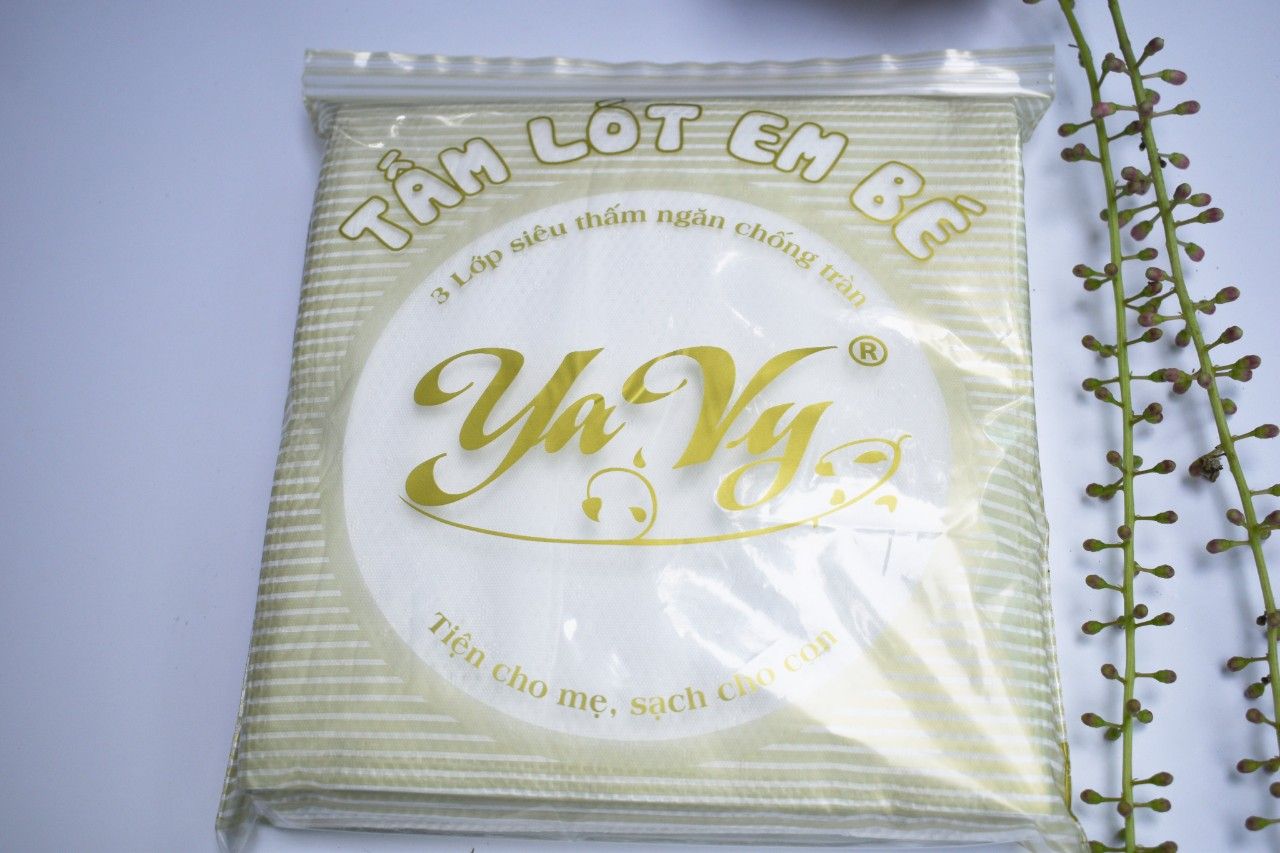 TẤM LÓT EM BÉ
3 Lớp siêu thấm ngăn chống tràn
YaVy ®
Tiện cho mẹ, sạch cho con